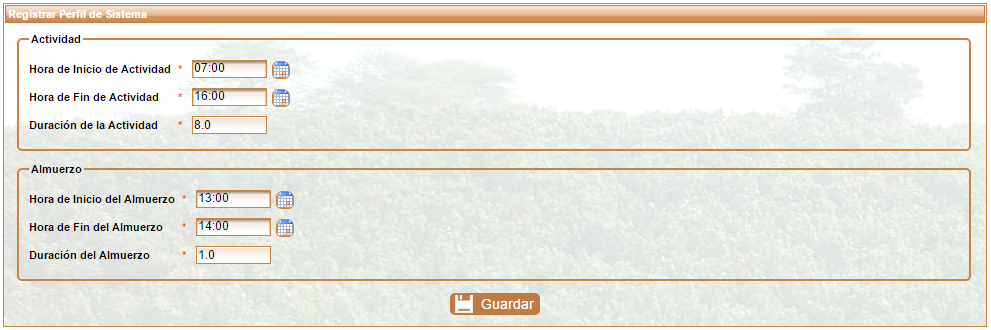 Registrar Perfil de Sistema
Actividad
Hora de Inicio de Actividad * 07:00
Hora de Fin de Actividad * 16:00
Duración de la Actividad * 8.0
Almuerzo
Hora de Inicio del Almuerzo * 13:00
Hora de Fin del Almuerzo * 14:00
Duración del Almuerzo * 1.0
Guardar